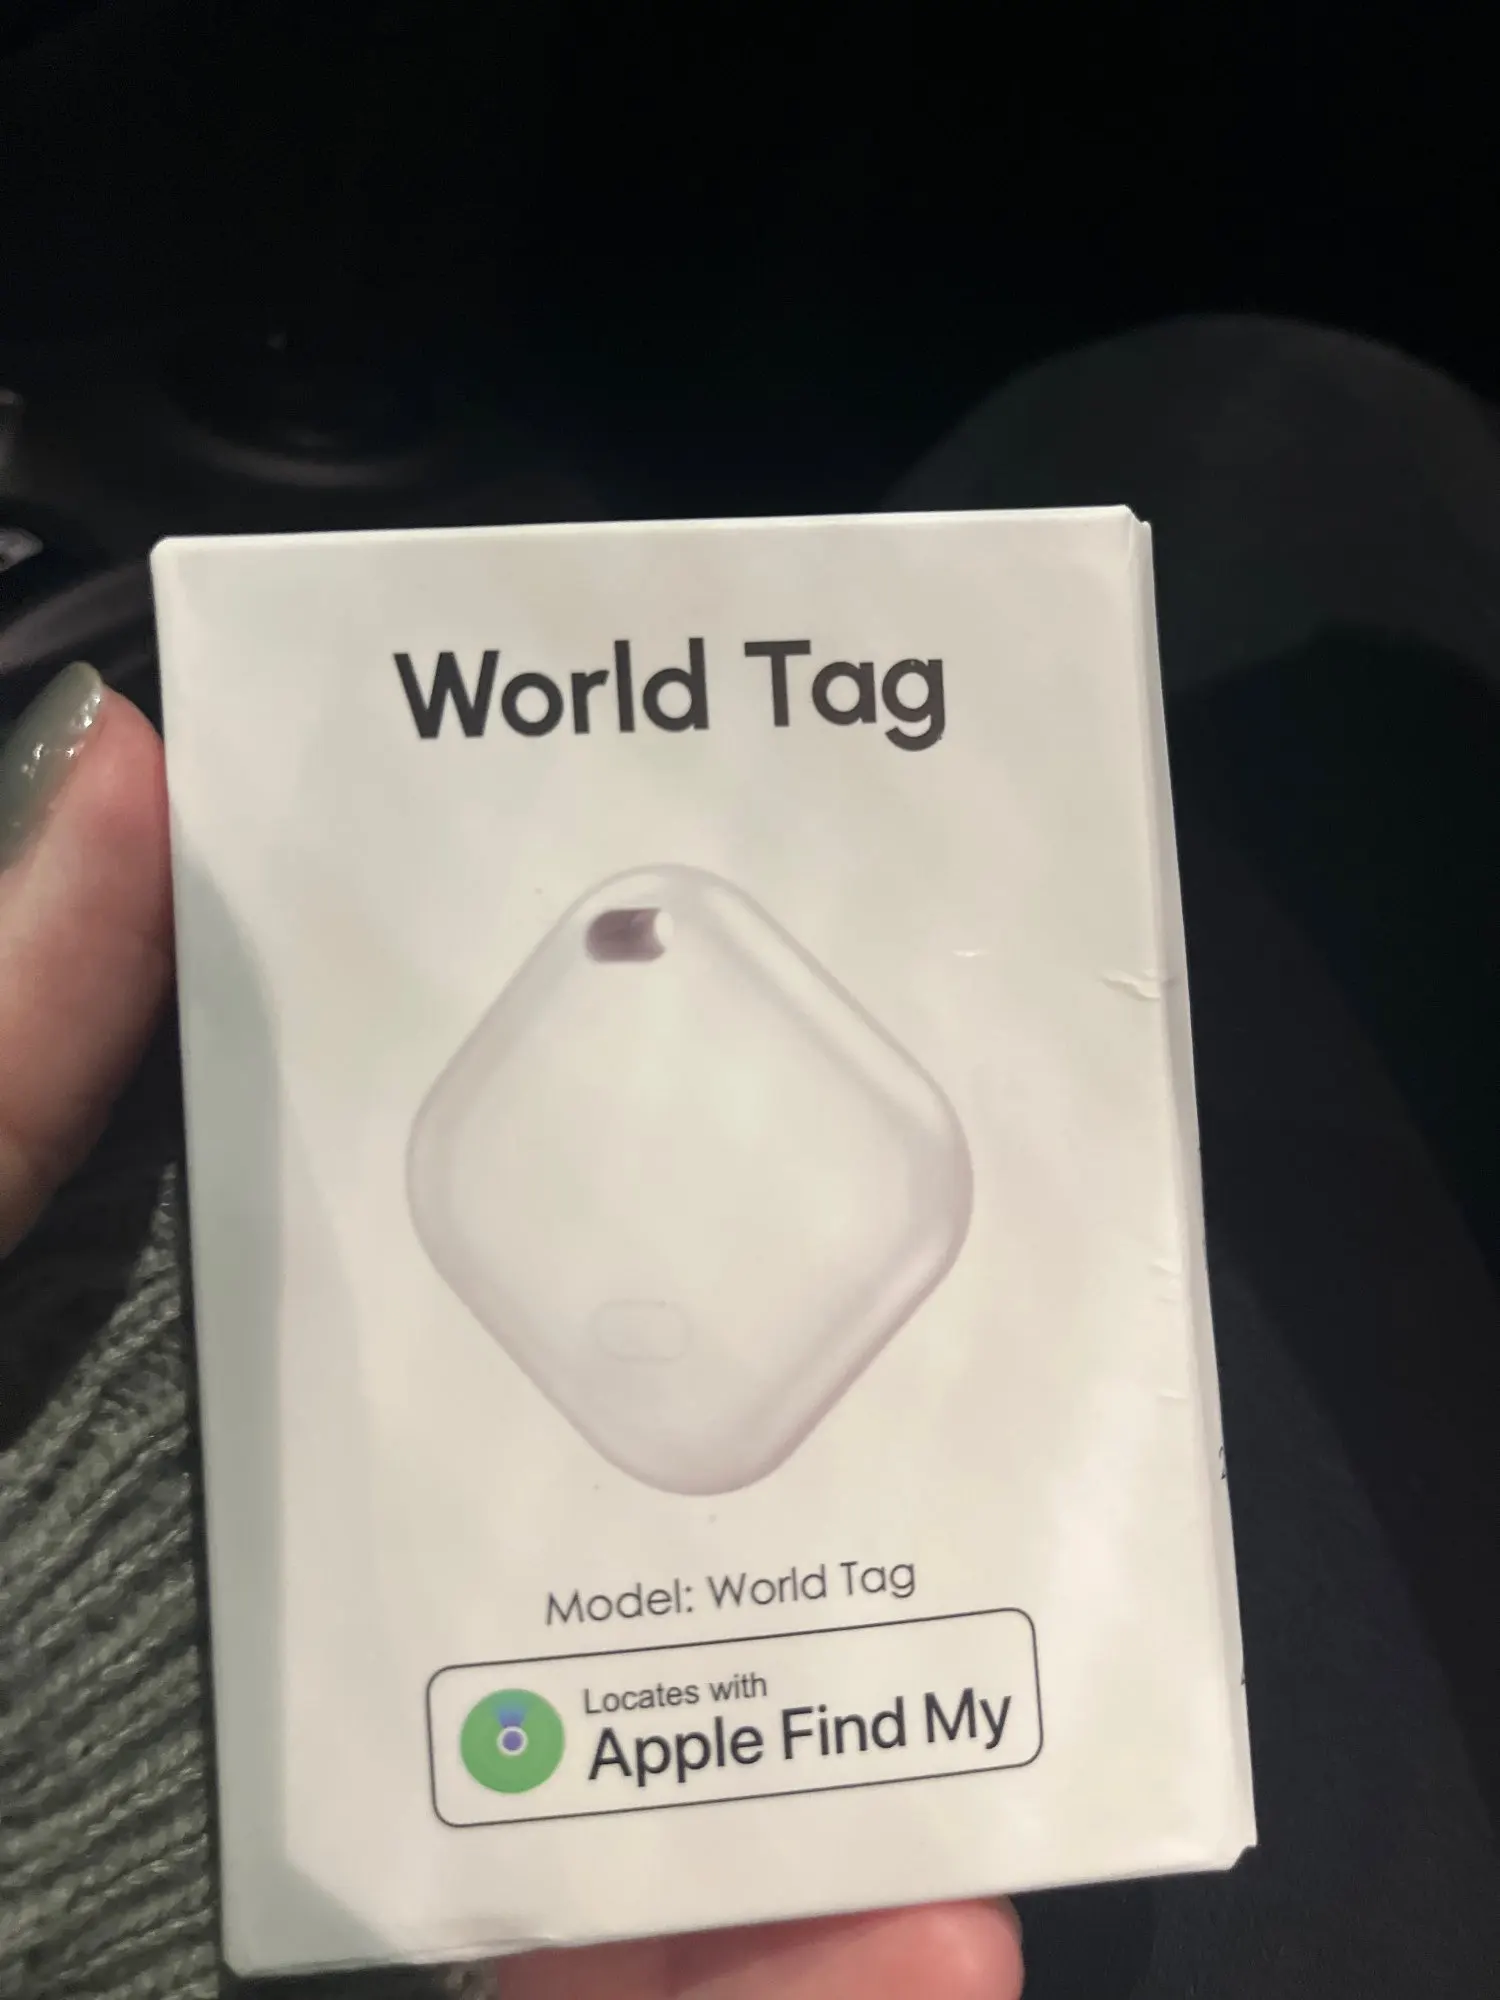 World Tag
Model: World Tag
Locates with
Apple Find My